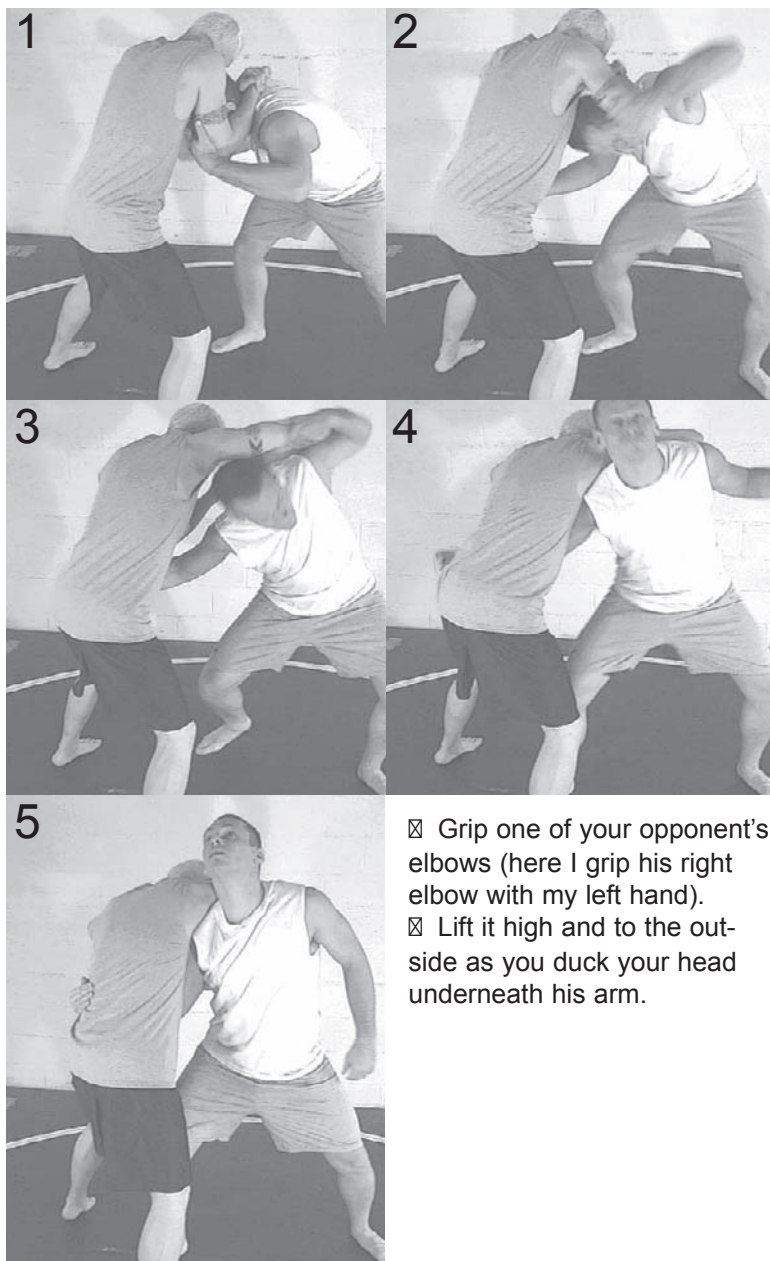 1
2
3
4
5
☒ Grip one of your opponent's
elbows (here I grip his right
elbow with my left hand).
☒ Lift it high and to the out-
side as you duck your head
underneath his arm.